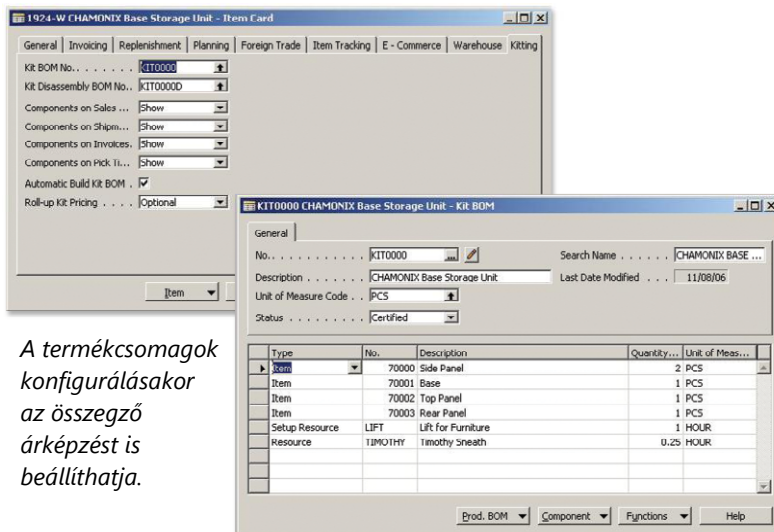 1924-W CHAMONIX Base Storage Unit - Item Card
General Invoicing Replenishment Planning Foreign Trade Item Tracking E - Commerce Warehouse Kitting
Kit BOM No. . . . . . . . KIT0000
Kit Disassembly BOM No. . KIT0000D
Components on Sales ... Show
Components on Shipm... Show
Components on Invoices. Show
Components on Pick Ti... Show
Automatic Build Kit BOM .
Roll-up Kit Pricing . . . . Optional
Item
KIT0000 CHAMONIX Base Storage Unit - Kit BOM
General
No. . . . . . . . . . . . KIT0000 ... Search Name . . . . . . CHAMONIX BASE ...
Description . . . . . . . CHAMONIX Base Storage Unit Last Date Modified . . . 11/08/06
Unit of Measure Code . . PCS
Status . . . . . . . . . Certified
Type No. Description Quantity... Unit of Meas...
Item 70000 Side Panel 2 PCS
Item 70001 Base 1 PCS
Item 70002 Top Panel 1 PCS
Item 70003 Rear Panel 1 PCS
Setup Resource LIFT Lift for Furniture 1 HOUR
Resource TIMOTHY Timothy Sneath 0.25 HOUR
Prod. BOM Component Functions Help
A termékcsomagok
konfigurálásakor
az összegző
árképzést is
beállíthatja.